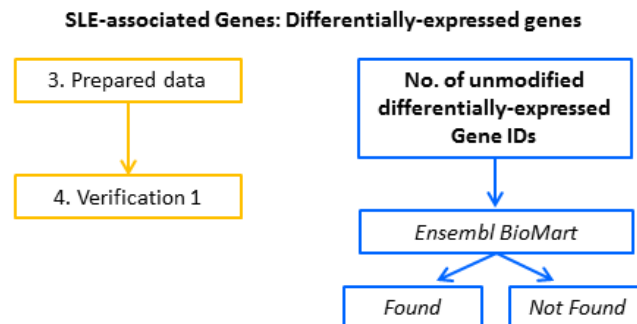 SLE-associated Genes: Differentially-expressed genes
3. Prepared data
4. Verification 1
No. of unmodified
differentially-expressed
Gene IDs
Ensembl BioMart
Found
Not Found